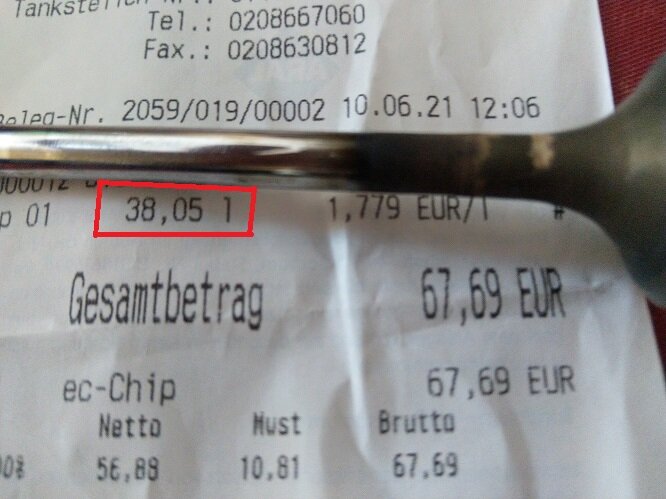 Tel.: 0208667060
Fax.: 0208630812
Beleg-Nr. 2059/019/00002 10.06.21 12:06
01 38,05 l 1,779 EUR/l #
Gesamtbetrag 67,69 EUR
ec-Chip 67,69 EUR
Netto Mwst Brutto
56,88 10,81 67,69